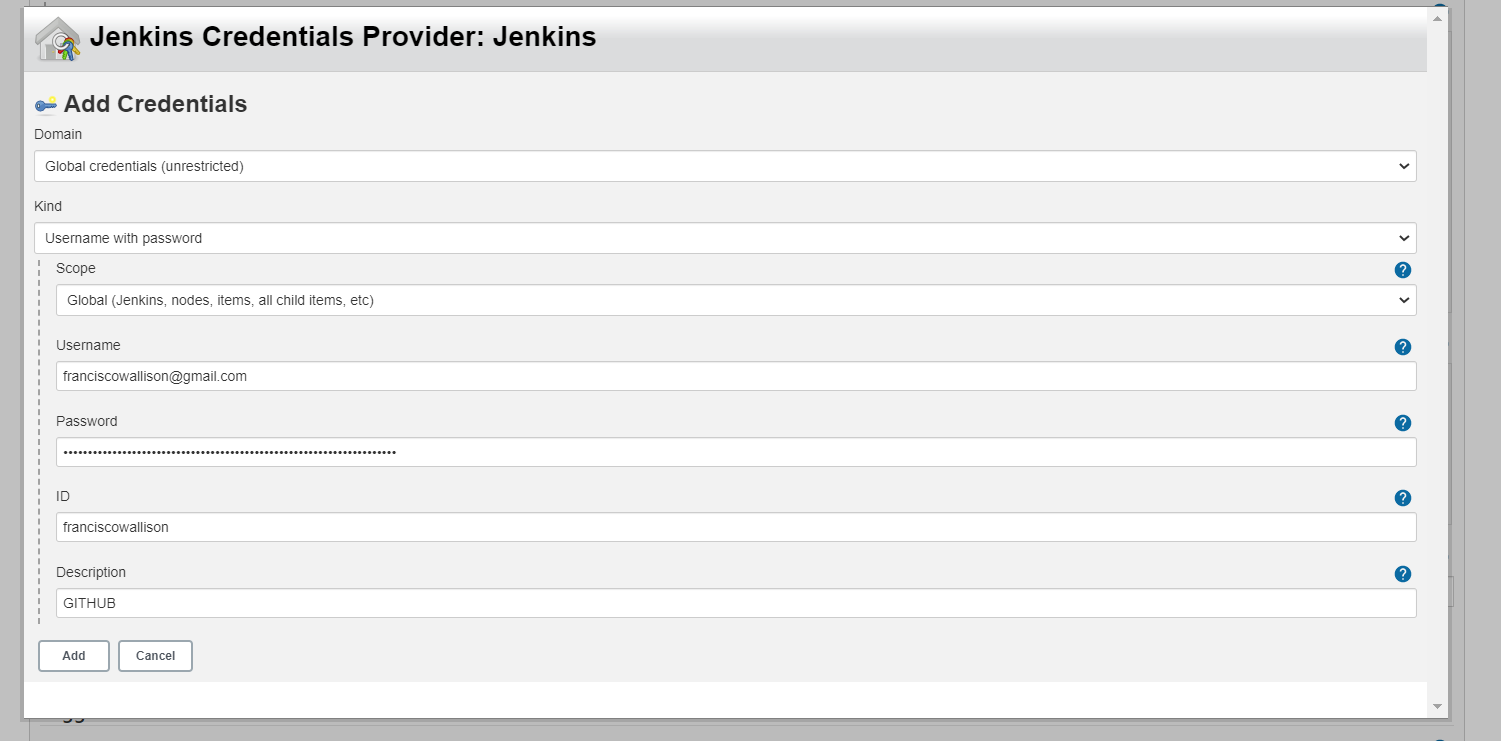 Jenkins Credentials Provider: Jenkins
Add Credentials
Domain
Global credentials (unrestricted)
Kind
Username with password
Scope
?
Global (Jenkins, nodes, items, all child items, etc)
Username
?
franciscowallison@gmail.com
Password
?
••••••••••••••••••••••••••••••••••••••••••••••••••••••••••••••••••••
ID
?
franciscowallison
Description
?
GITHUB
Add Cancel